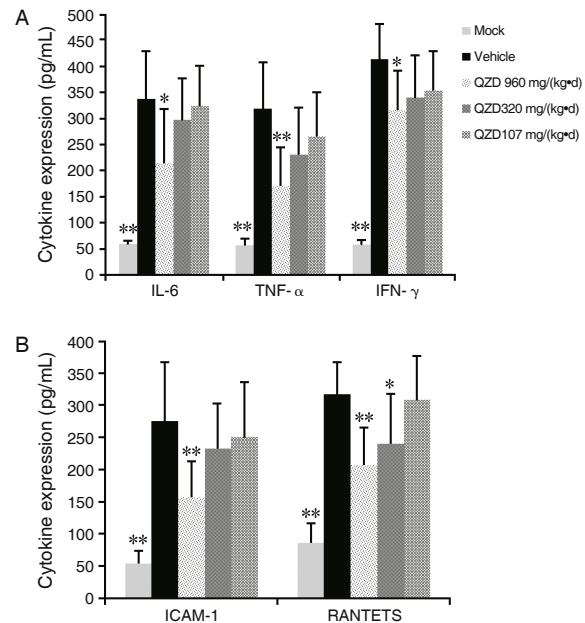 A
Cytokine expression (pg/mL)
500
450
400
350
300
250
200
150
100
50
0
**
*
**
**
**
*
IL-6
TNF- α
IFN- γ
Mock
Vehicle
QZD 960 mg/(kg•d)
QZD320 mg/(kg•d)
QZD107 mg/(kg•d)
B
Cytokine expression (pg/mL)
400
350
300
250
200
150
100
50
0
**
**
**
**
*
ICAM-1
RANTETS